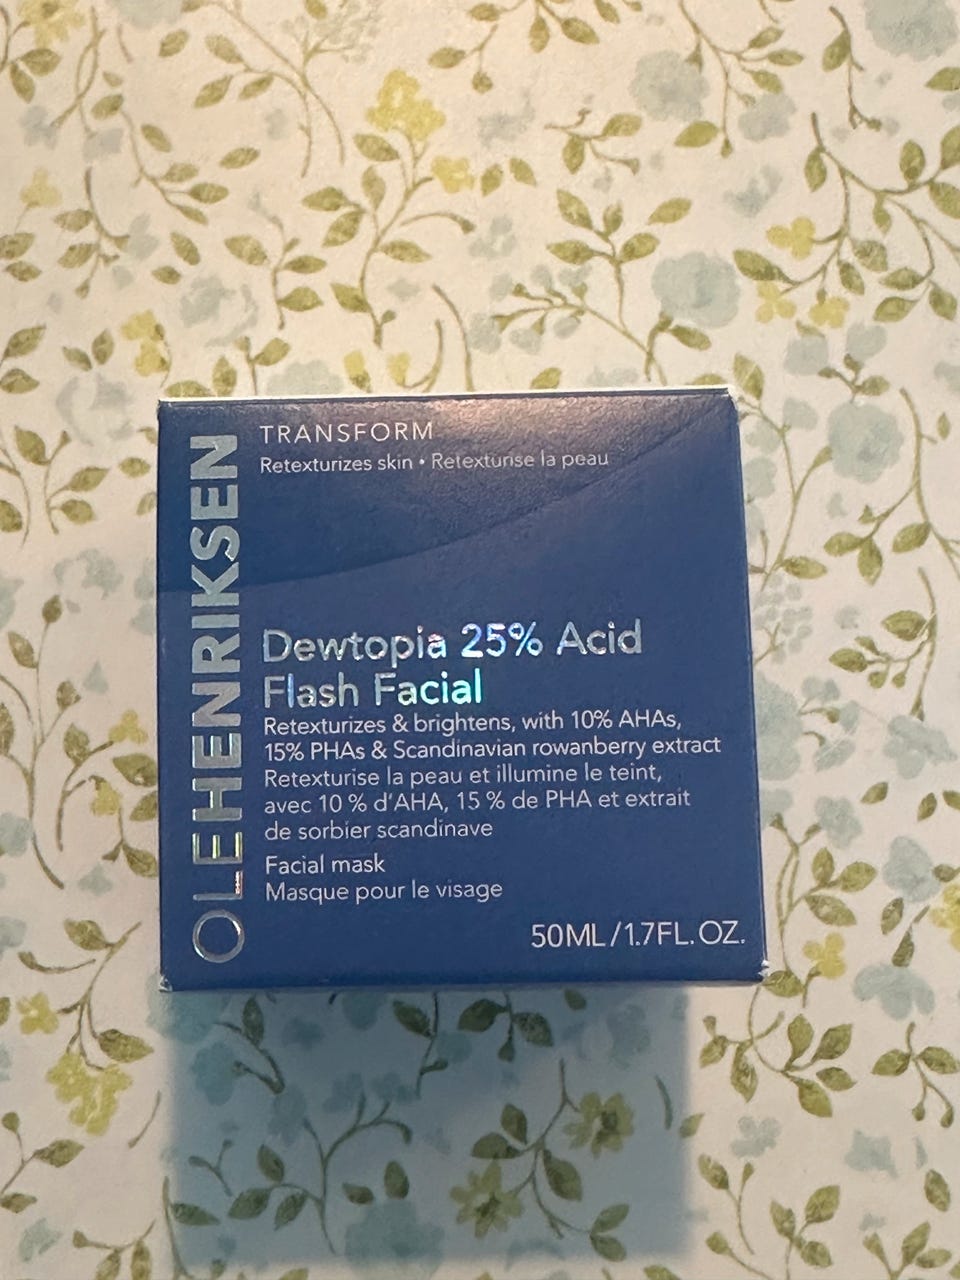 OLEHENRIKSEN
TRANSFORM
Retexturizes skin • Retexturise la peau
Dewtopia 25% Acid
Flash Facial
Retexturizes & brightens, with 10% AHAs,
15% PHAs & Scandinavian rowanberry extract
Retexturise la peau et illumine le teint,
avec 10 % d'AHA, 15 % de PHA et extrait
de sorbier scandinave
Facial mask
Masque pour le visage
50ML/1.7FL.OZ.